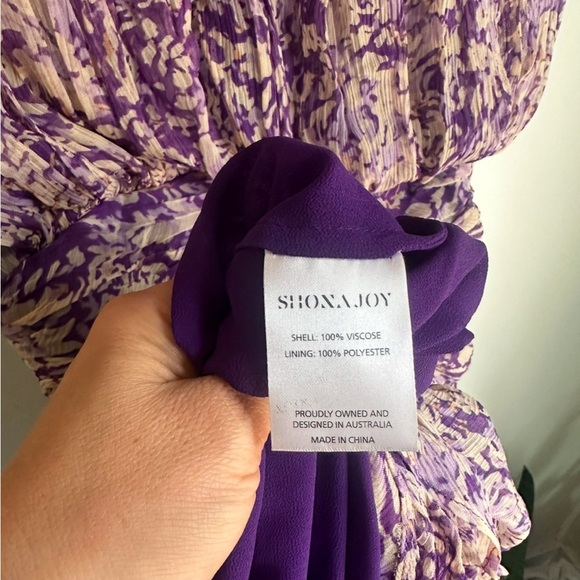 SHONA JOY
SHELL: 100% VISCOSE
LINING: 100% POLYESTER
PROUDLY OWNED AND
DESIGNED IN AUSTRALIA
MADE IN CHINA